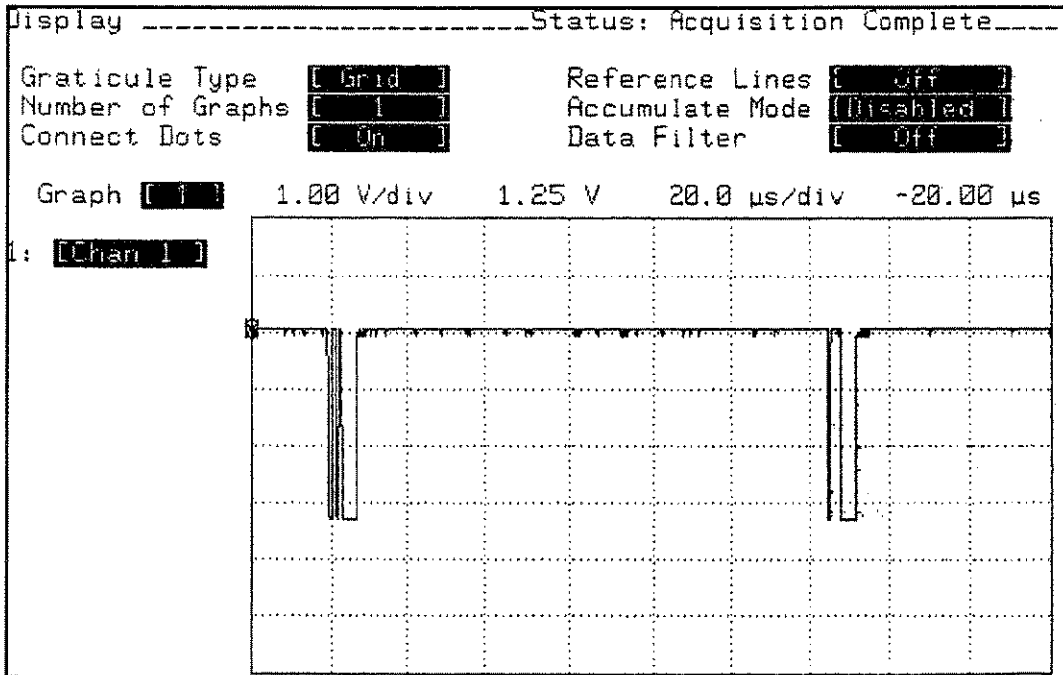 Display ________________________Status: Acquisition Complete____
Graticule Type [ Grid ] Reference Lines [ Off ]
Number of Graphs [ 1 ] Accumulate Mode [Disabled ]
Connect Dots [ On ] Data Filter [ Off ]
Graph [ 1 ] 1.00 V/div 1.25 V 20.0 µs/div -20.00 µs
1: [Chan 1 ]